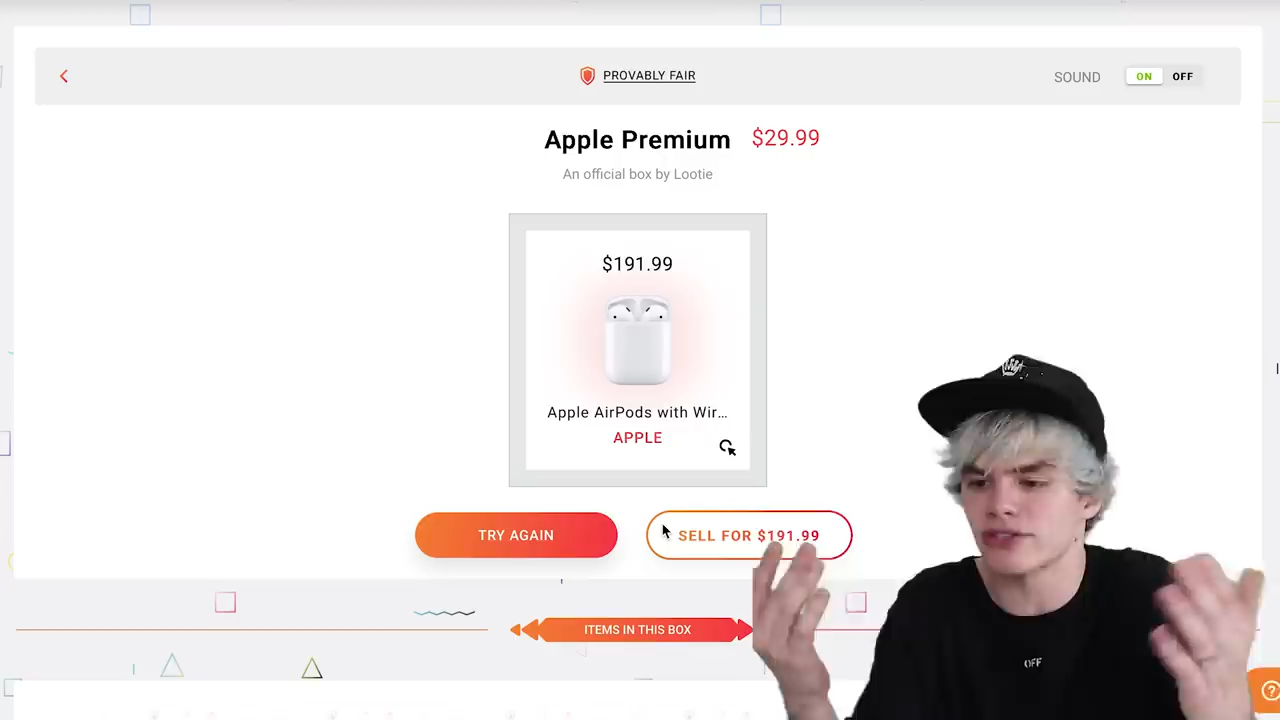 PROVABLY FAIR
SOUND ON OFF
Apple Premium $29.99
An official box by Lootie
$191.99
Apple AirPods with Wir...
APPLE
TRY AGAIN
SELL FOR $191.99
ITEMS IN THIS BOX
OFF
?